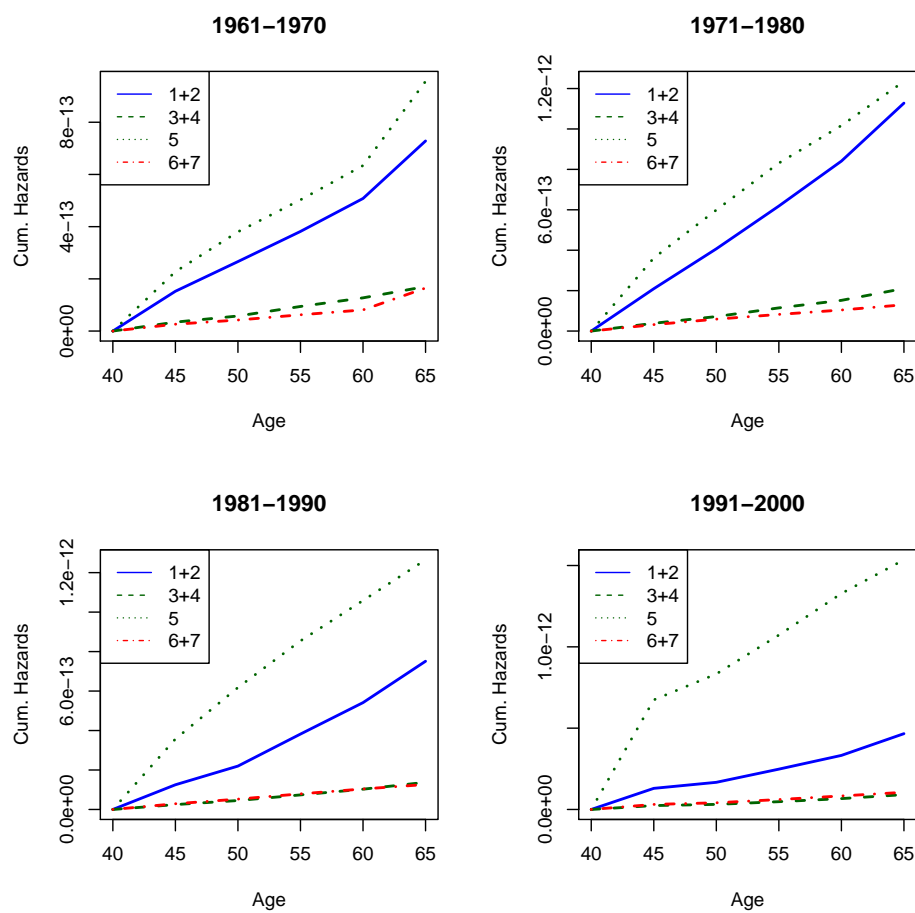 1961−1970
1+2
3+4
5
6+7
Cum. Hazards
0e+00 4e−13 8e−13
40 45 50 55 60 65
Age
1971−1980
1+2
3+4
5
6+7
Cum. Hazards
0.0e+00 6.0e−13 1.2e−12
40 45 50 55 60 65
Age
1981−1990
1+2
3+4
5
6+7
Cum. Hazards
0.0e+00 6.0e−13 1.2e−12
40 45 50 55 60 65
Age
1991−2000
1+2
3+4
5
6+7
Cum. Hazards
0.0e+00 1.0e−12
40 45 50 55 60 65
Age